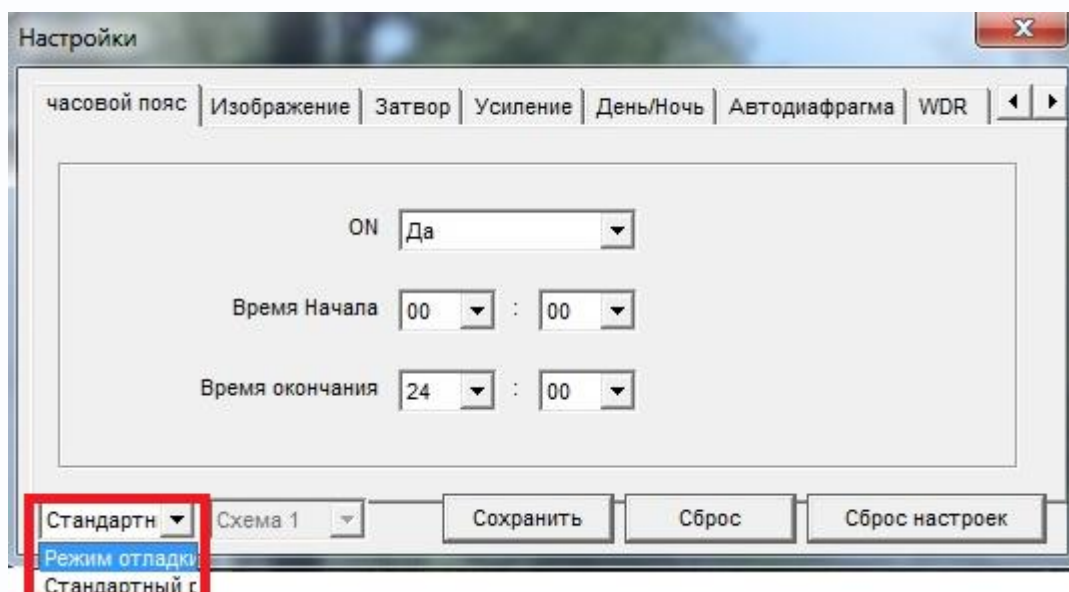 Настройки
часовой пояс Изображение Затвор Усиление День/Ночь Автодиафрагма WDR
ON Да
Время Начала 00 : 00
Время окончания 24 : 00
Стандартн Схема 1 Сохранить Сброс Сброс настроек
Режим отладки
Стандартный р